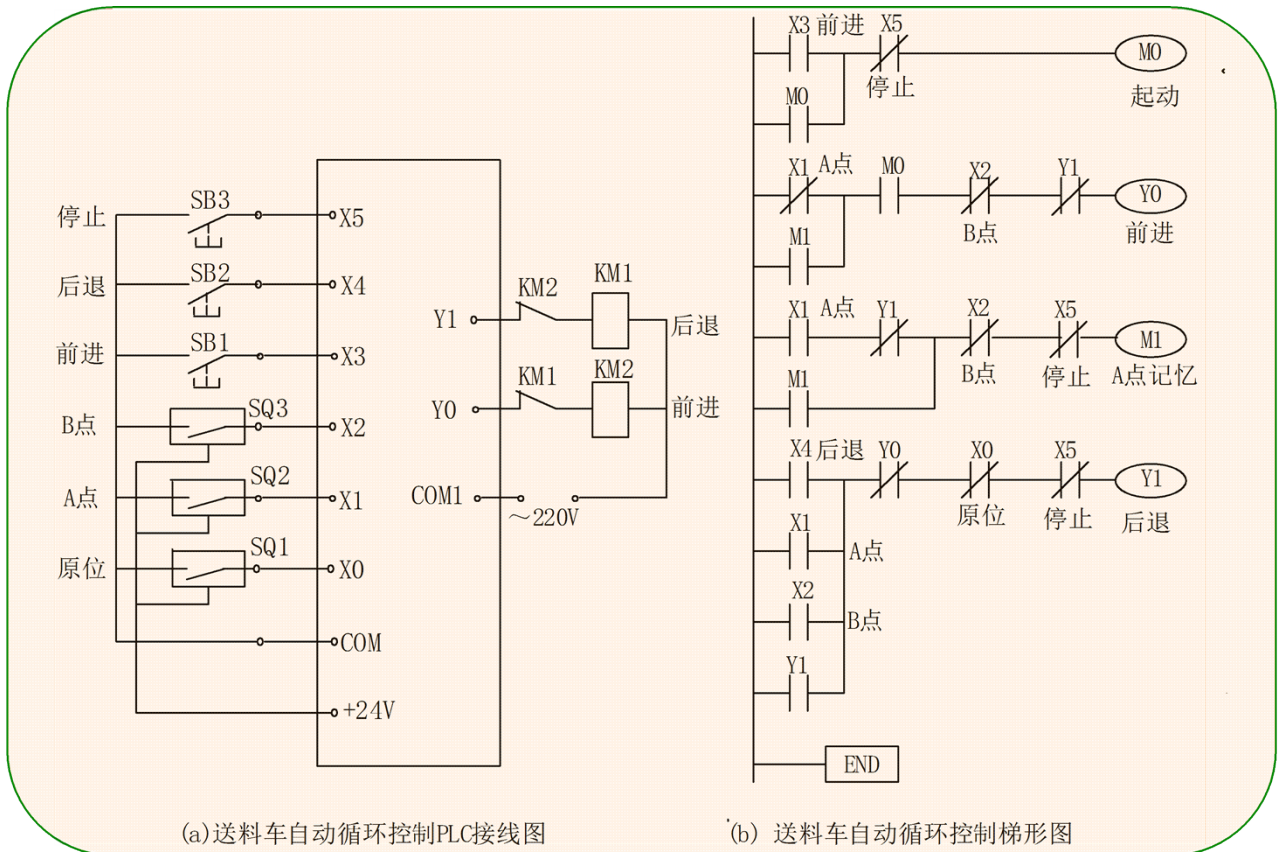 停止
SB3
X5
后退
SB2
X4
前进
SB1
X3
B点
SQ3
X2
A点
SQ2
X1
原位
SQ1
X0
COM
+24V
Y1
KM2
KM1
后退
Y0
KM1
KM2
前进
COM1
～220V
(a)送料车自动循环控制PLC接线图
X3 前进
X5
停止
M0
起动
M0
X1 A点
M0
X2
B点
Y1
Y0
前进
M1
X1 A点
Y1
X2
B点
X5
停止
M1
A点记忆
M1
X4 后退
Y0
X0
原位
X5
停止
Y1
后退
X1
A点
X2
B点
Y1
END
(b) 送料车自动循环控制梯形图